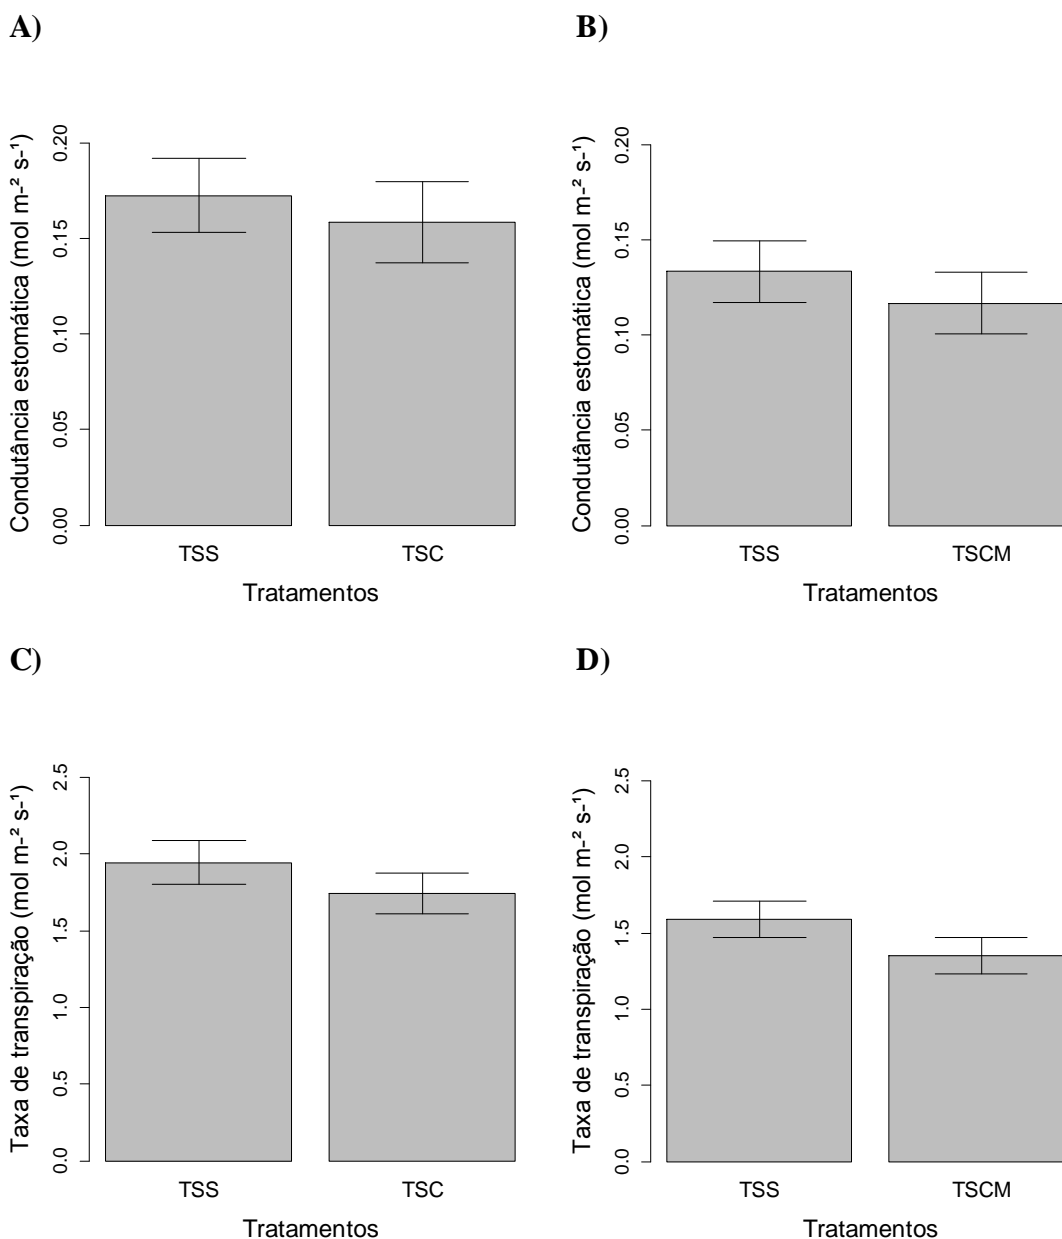 A)
Condutância estomática (mol m-² s-¹)
0.20
0.15
0.10
0.05
0.00
TSS TSC
Tratamentos
B)
Condutância estomática (mol m-² s-¹)
0.20
0.15
0.10
0.05
0.00
TSS TSCM
Tratamentos
C)
Taxa de transpiração (mol m-² s-¹)
2.5
2.0
1.5
1.0
0.5
0.0
TSS TSC
Tratamentos
D)
Taxa de transpiração (mol m-² s-¹)
2.5
2.0
1.5
1.0
0.5
0.0
TSS TSCM
Tratamentos